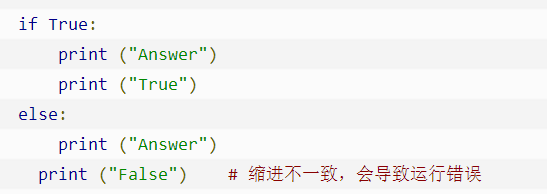 if True:
    print ("Answer")
    print ("True")
else:
    print ("Answer")
  print ("False")    # 缩进不一致，会导致运行错误